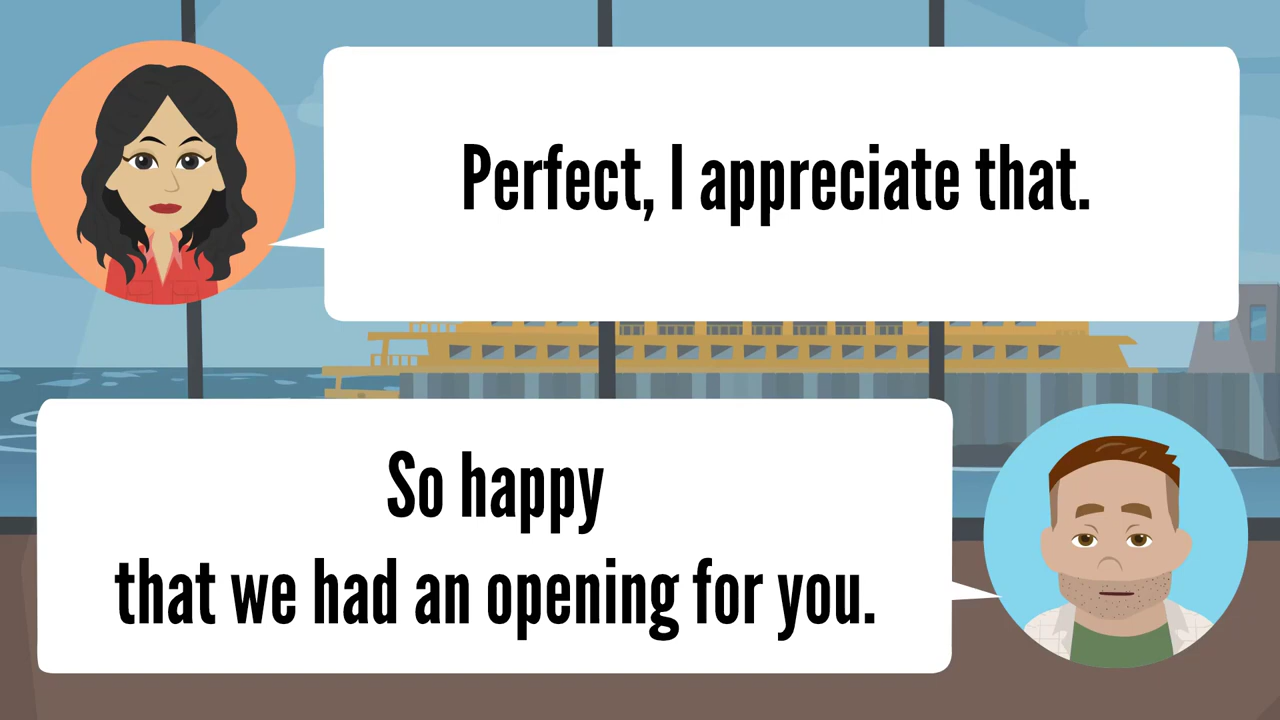 Perfect, I appreciate that.
So happy
that we had an opening for you.